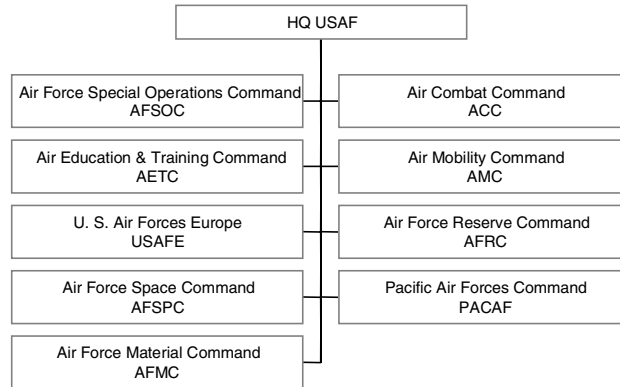 HQ USAF
Air Force Special Operations Command
AFSOC
Air Combat Command
ACC
Air Education & Training Command
AETC
Air Mobility Command
AMC
U. S. Air Forces Europe
USAFE
Air Force Reserve Command
AFRC
Air Force Space Command
AFSPC
Pacific Air Forces Command
PACAF
Air Force Material Command
AFMC